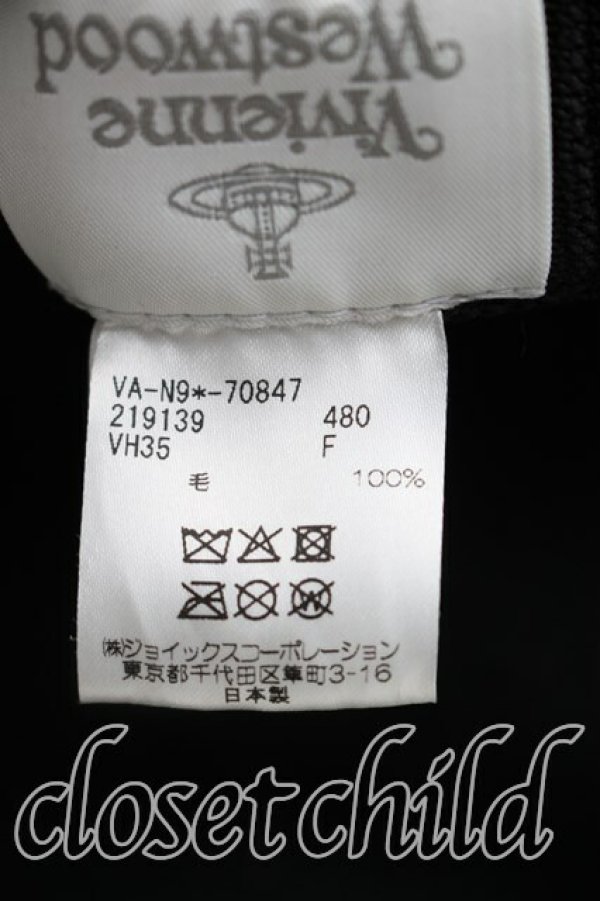 Vivienne
Westwood
VA-N9*-70847
219139 480
VH35 F
毛 100%
W
㈱ジョイックスコーポレーション
東京都千代田区隼町3-16
日本製
closet child